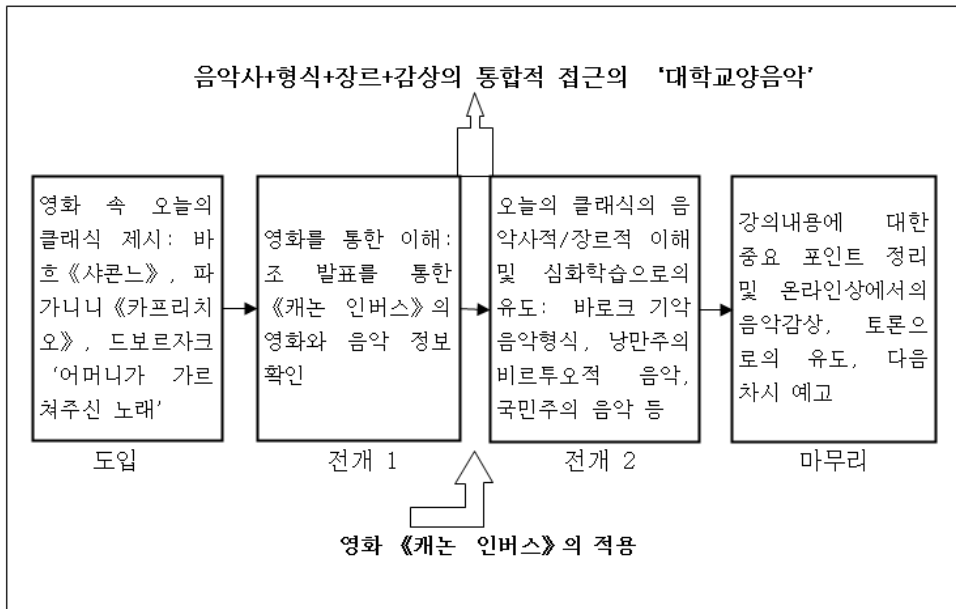 음악사+형식+장르+감상의 통합적 접근의 '대학교양음악'
영화 속 오늘의
클래식 제시: 바
흐《샤콘느》, 파
가니니《카프리치
오》, 드보르자크
'어머니가 가르
쳐주신 노래'
도입
영화를 통한 이해:
조 발표를 통한
《캐논 인버스》의
영화와 음악 정보
확인
전개 1
오늘의 클래식의 음
악사적/장르적 이해
및 심화학습으로의
유도: 바로크 기악
음악형식, 낭만주의
비르투오적 음악,
국민주의 음악 등
전개 2
강의내용에 대한
중요 포인트 정리
및 온라인상에서의
음악감상, 토론으
로의 유도, 다음
차시 예고
마무리
영화 《캐논 인버스》의 적용